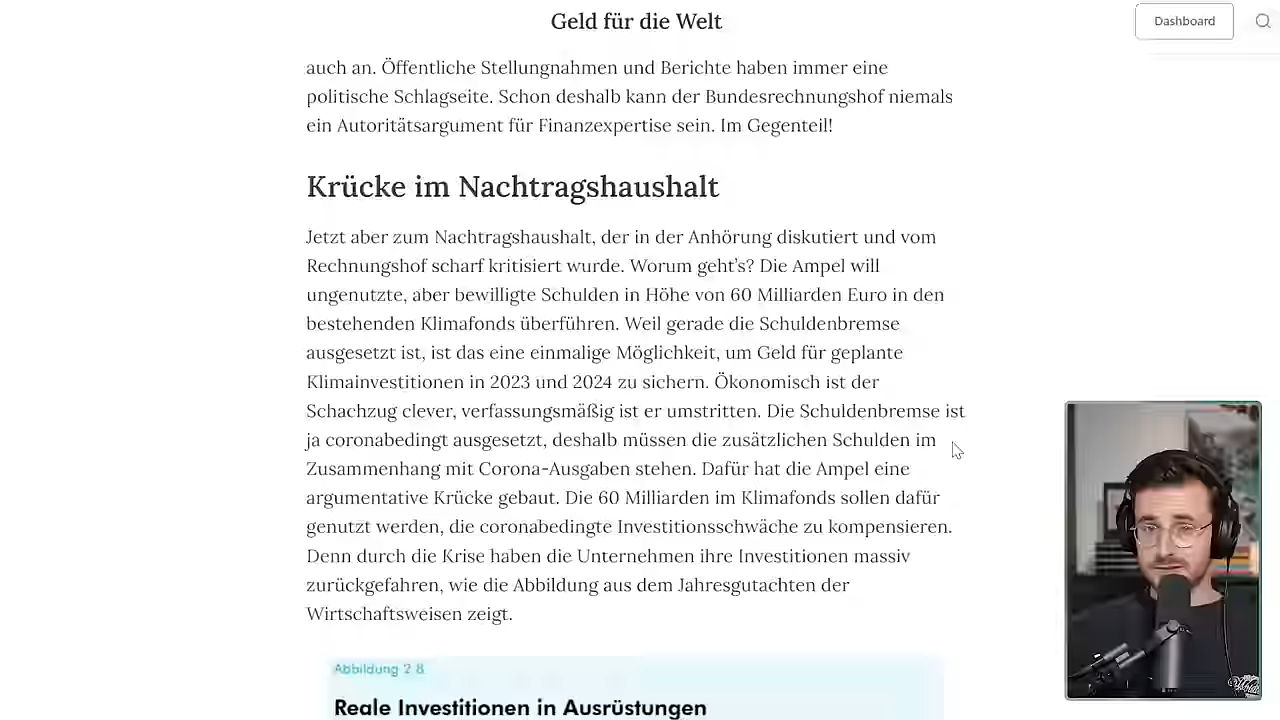 Geld für die Welt
Dashboard
auch an. Öffentliche Stellungnahmen und Berichte haben immer eine
politische Schlagseite. Schon deshalb kann der Bundesrechnungshof niemals
ein Autoritätsargument für Finanzexpertise sein. Im Gegenteil!
Krücke im Nachtragshaushalt
Jetzt aber zum Nachtragshaushalt, der in der Anhörung diskutiert und vom
Rechnungshof scharf kritisiert wurde. Worum geht's? Die Ampel will
ungenutzte, aber bewilligte Schulden in Höhe von 60 Milliarden Euro in den
bestehenden Klimafonds überführen. Weil gerade die Schuldenbremse
ausgesetzt ist, ist das eine einmalige Möglichkeit, um Geld für geplante
Klimainvestitionen in 2023 und 2024 zu sichern. Ökonomisch ist der
Schachzug clever, verfassungsmäßig ist er umstritten. Die Schuldenbremse ist
ja coronabedingt ausgesetzt, deshalb müssen die zusätzlichen Schulden im
Zusammenhang mit Corona-Ausgaben stehen. Dafür hat die Ampel eine
argumentative Krücke gebaut. Die 60 Milliarden im Klimafonds sollen dafür
genutzt werden, die coronabedingte Investitionsschwäche zu kompensieren.
Denn durch die Krise haben die Unternehmen ihre Investitionen massiv
zurückgefahren, wie die Abbildung aus dem Jahresgutachten der
Wirtschaftsweisen zeigt.
Abbildung 2 8
Reale Investitionen in Ausrüstungen